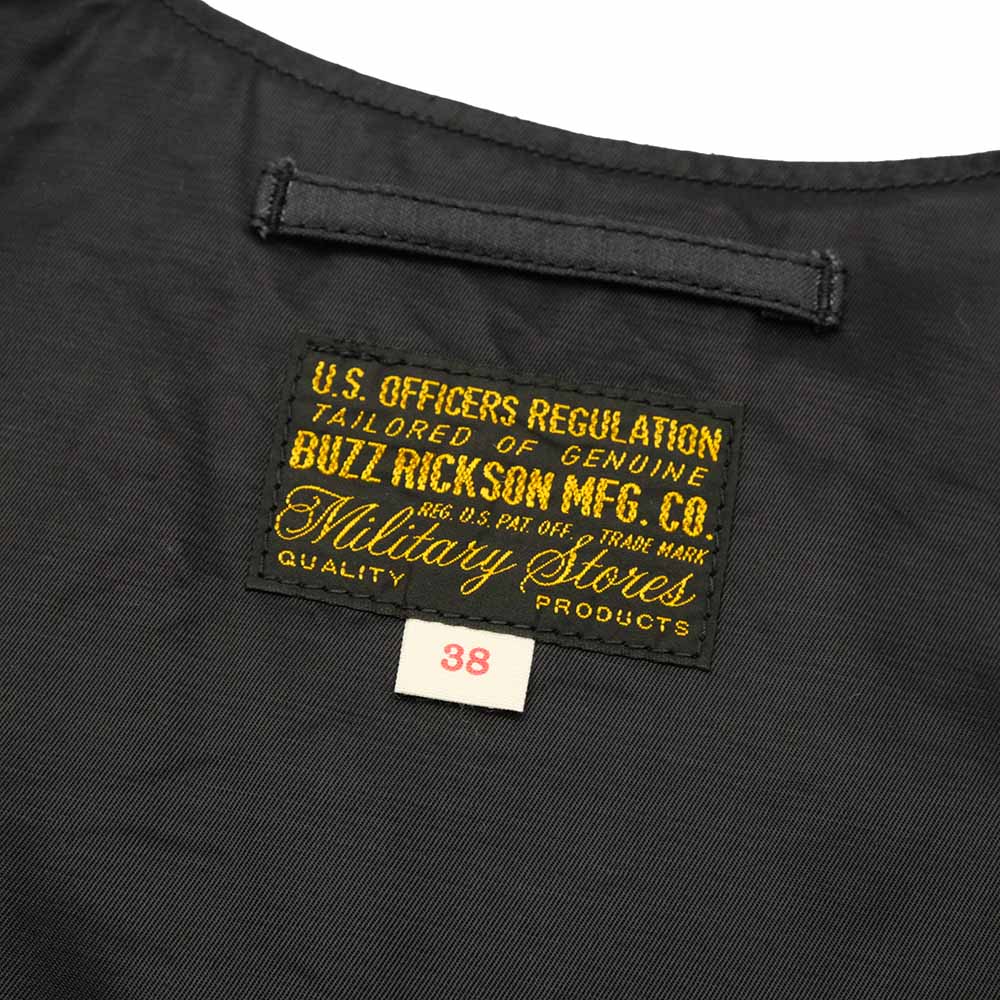 U.S. OFFICERS REGULATION
TAILORED OF GENUINE
BUZZ RICKSON MFG. CO.
REG. U.S. PAT. OFF. TRADE MARK
Military Stores
QUALITY PRODUCTS
38